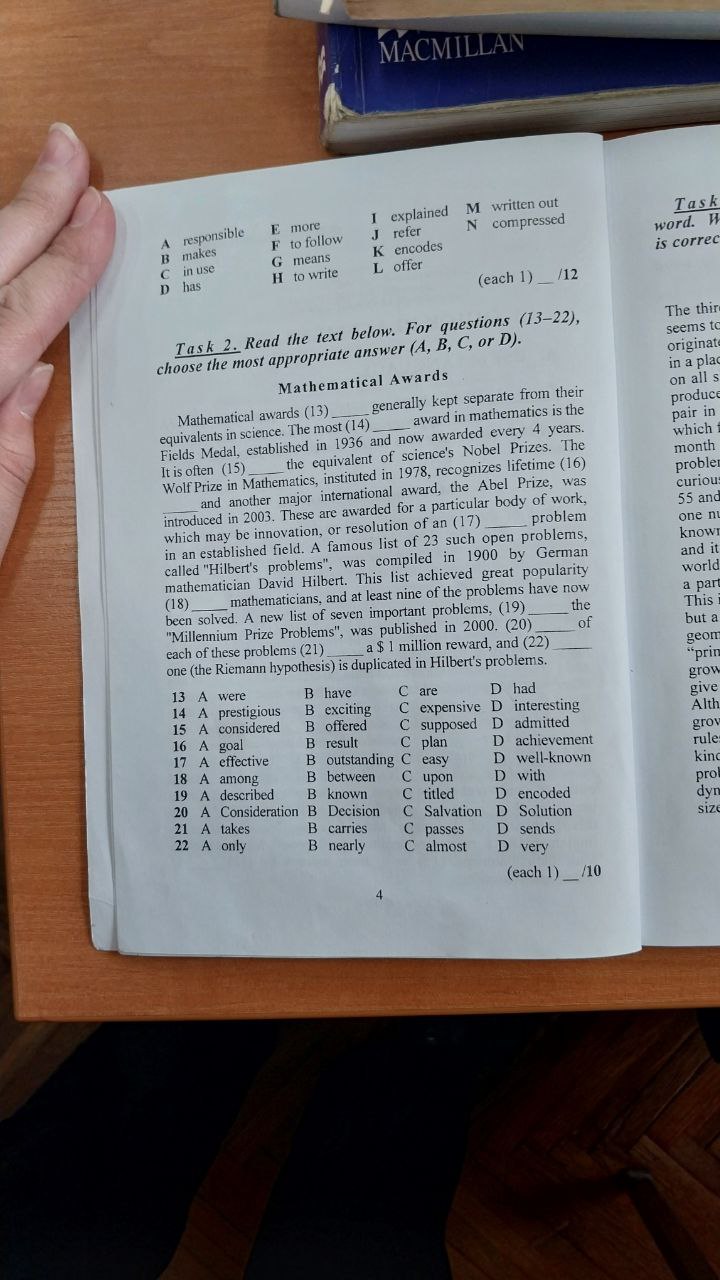 MACMILLAN
A responsible E more I explained M written out
B makes F to follow J refer N compressed
C in use G means K encodes
D has H to write L offer
(each 1) __ /12
Task 2. Read the text below. For questions (13–22),
choose the most appropriate answer (A, B, C, or D).
Mathematical Awards
Mathematical awards (13) _____ generally kept separate from their
equivalents in science. The most (14) _____ award in mathematics is the
Fields Medal, established in 1936 and now awarded every 4 years.
It is often (15) _____ the equivalent of science's Nobel Prizes. The
Wolf Prize in Mathematics, instituted in 1978, recognizes lifetime (16)
_____ and another major international award, the Abel Prize, was
introduced in 2003. These are awarded for a particular body of work,
which may be innovation, or resolution of an (17) _____ problem
in an established field. A famous list of 23 such open problems,
called "Hilbert's problems", was compiled in 1900 by German
mathematician David Hilbert. This list achieved great popularity
(18) _____ mathematicians, and at least nine of the problems have now
been solved. A new list of seven important problems, (19) _____ the
"Millennium Prize Problems", was published in 2000. (20) _____ of
each of these problems (21) _____ a $ 1 million reward, and (22) _____
one (the Riemann hypothesis) is duplicated in Hilbert's problems.
13 A were B have C are D had
14 A prestigious B exciting C expensive D interesting
15 A considered B offered C supposed D admitted
16 A goal B result C plan D achievement
17 A effective B outstanding C easy D well-known
18 A among B between C upon D with
19 A described B known C titled D encoded
20 A Consideration B Decision C Salvation D Solution
21 A takes B carries C passes D sends
22 A only B nearly C almost D very
(each 1) __ /10
4
Task
word. W
is correc
The thir
seems to
originate
in a plac
on all s
produce
pair in
which f
month
problem
curiou
55 and
one nu
known
and it
world
a part
This i
but a
geom
"prin
grow
give
Alth
grov
rule
kind
prol
dyn
size